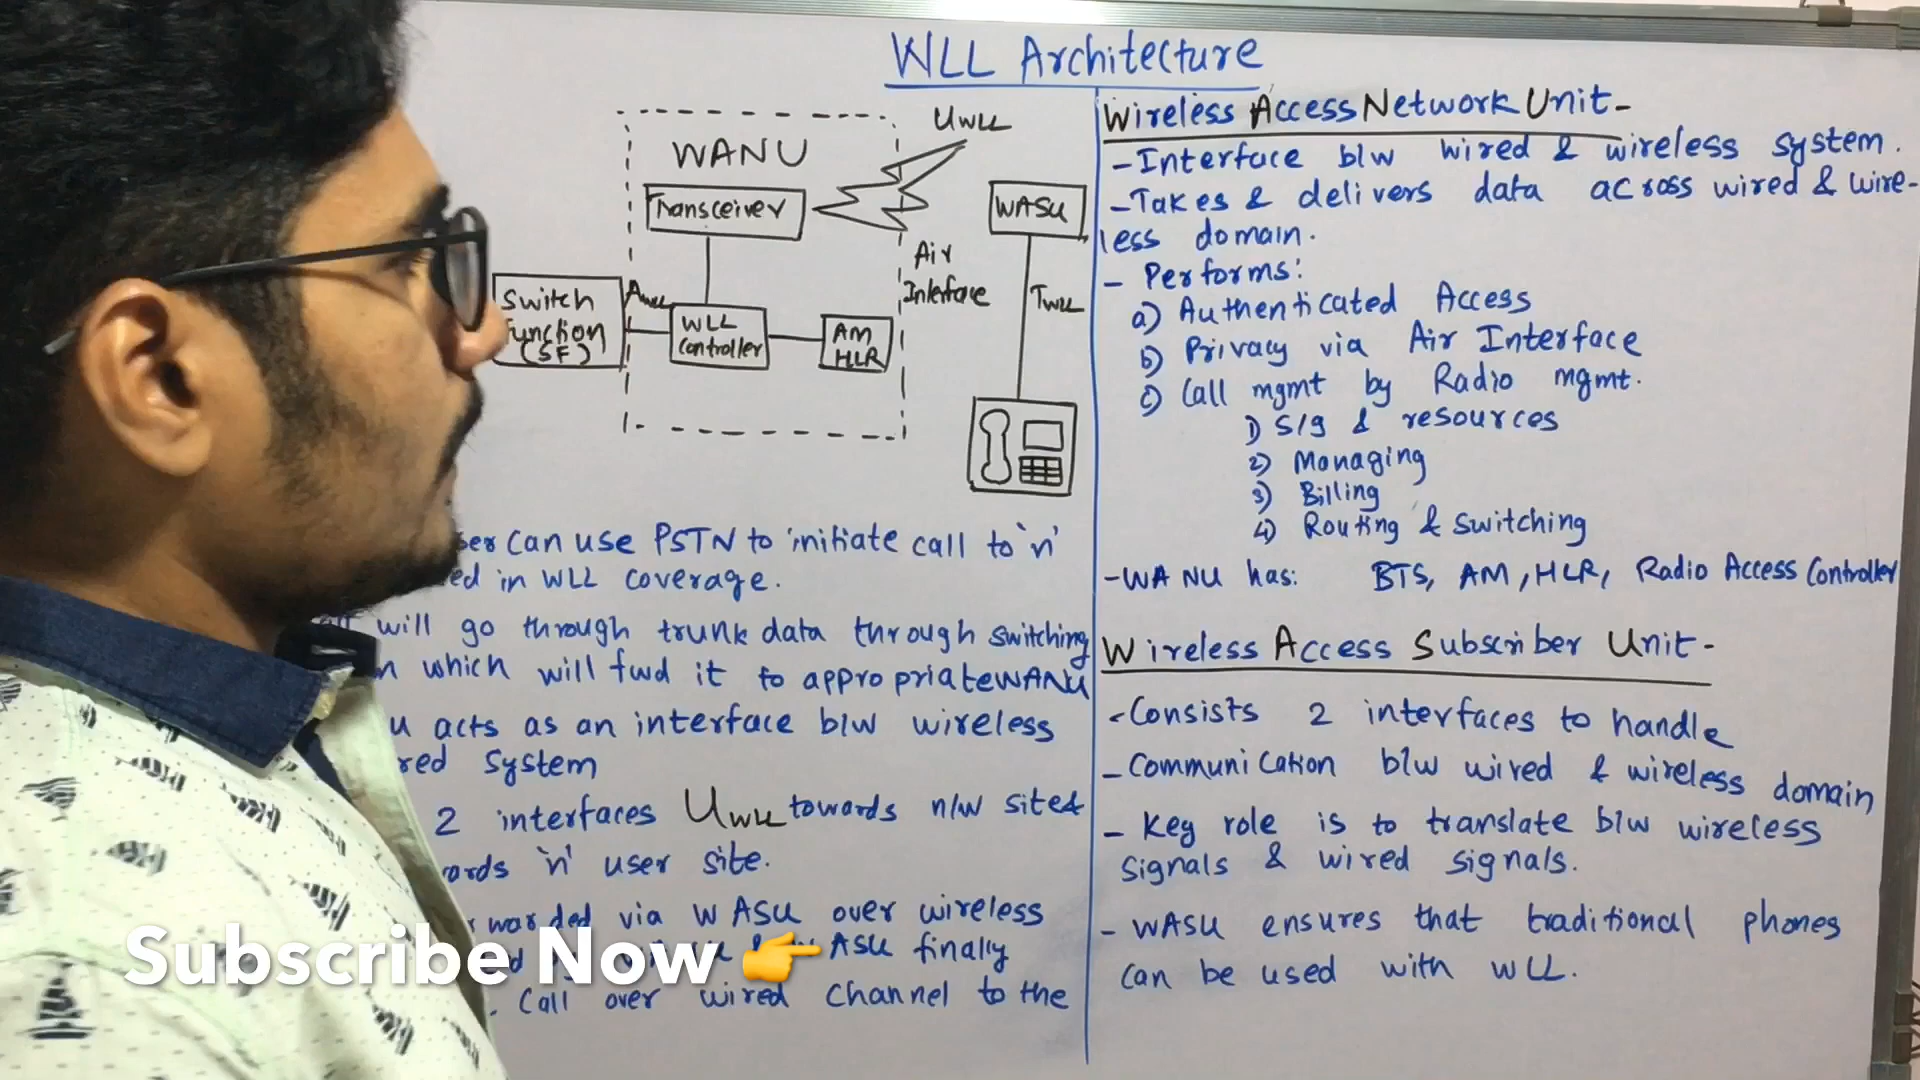 WLL Architecture
UWLL
WANU
Transceiver
WASU
Air
Interface
TWLL
Switch
Function
(SF)
AWLL
WLL
Controller
AM
HLR
can use PSTN to initiate call to 'n'
in WLL coverage.
will go through trunk data through switching
which will fwd it to appropriate WANU
acts as an interface b/w wireless
system
2 interfaces UWLL towards n/w site &
'n' user site.
via WASU over wireless
ASU finally
call over wired channel to the
Wireless Access Network Unit-
- Interface b/w wired & wireless system.
- Takes & delivers data across wired & wire-
less domain.
- Performs:
a) Authenticated Access
b) Privacy via Air Interface
c) Call mgmt by Radio mgmt.
1) S/g & resources
2) Managing
3) Billing
4) Routing & switching
- WANU has: BTS, AM, HLR, Radio Access Controller
Wireless Access Subscriber Unit-
- Consists 2 interfaces to handle
- Communication b/w wired & wireless domain
- Key role is to translate b/w wireless
signals & wired signals.
- WASU ensures that traditional phones
can be used with WLL.
Subscribe Now 👉